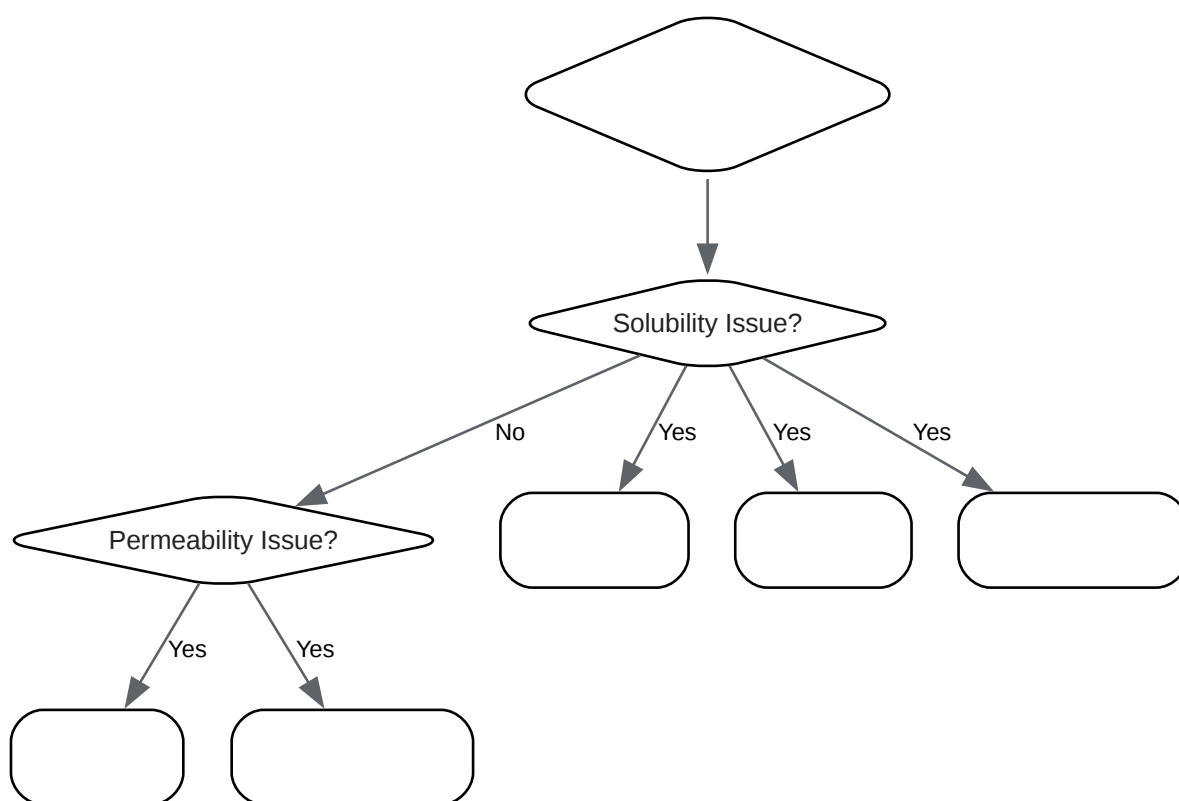 Solubility Issue?
No
Yes
Yes
Yes
Permeability Issue?
Yes
Yes